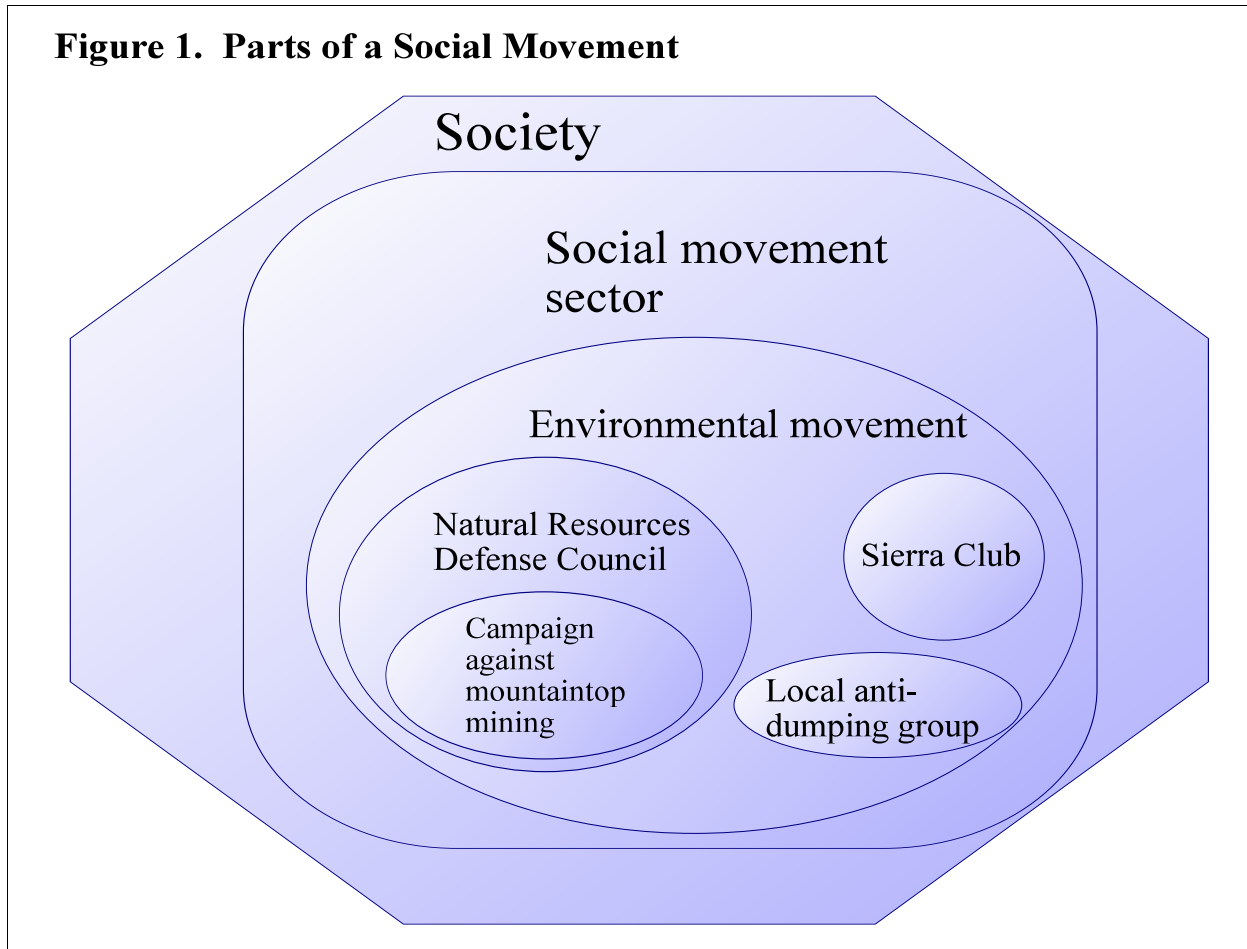 Figure 1.  Parts of a Social Movement
Society
Social movement
sector
Environmental movement
Natural Resources
Defense Council
Sierra Club
Campaign
against
mountaintop
mining
Local anti-
dumping group